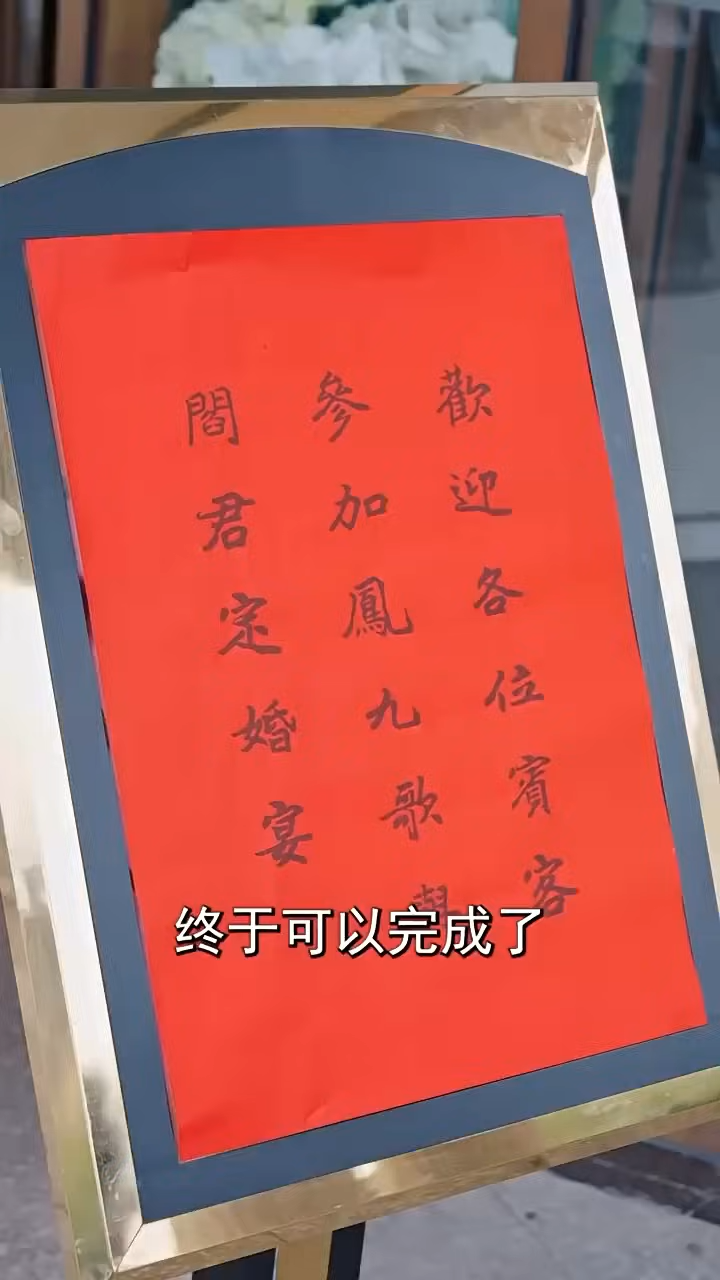 歡迎各位賓客
參加鳳九歌與
閻君定婚宴
终于可以完成了